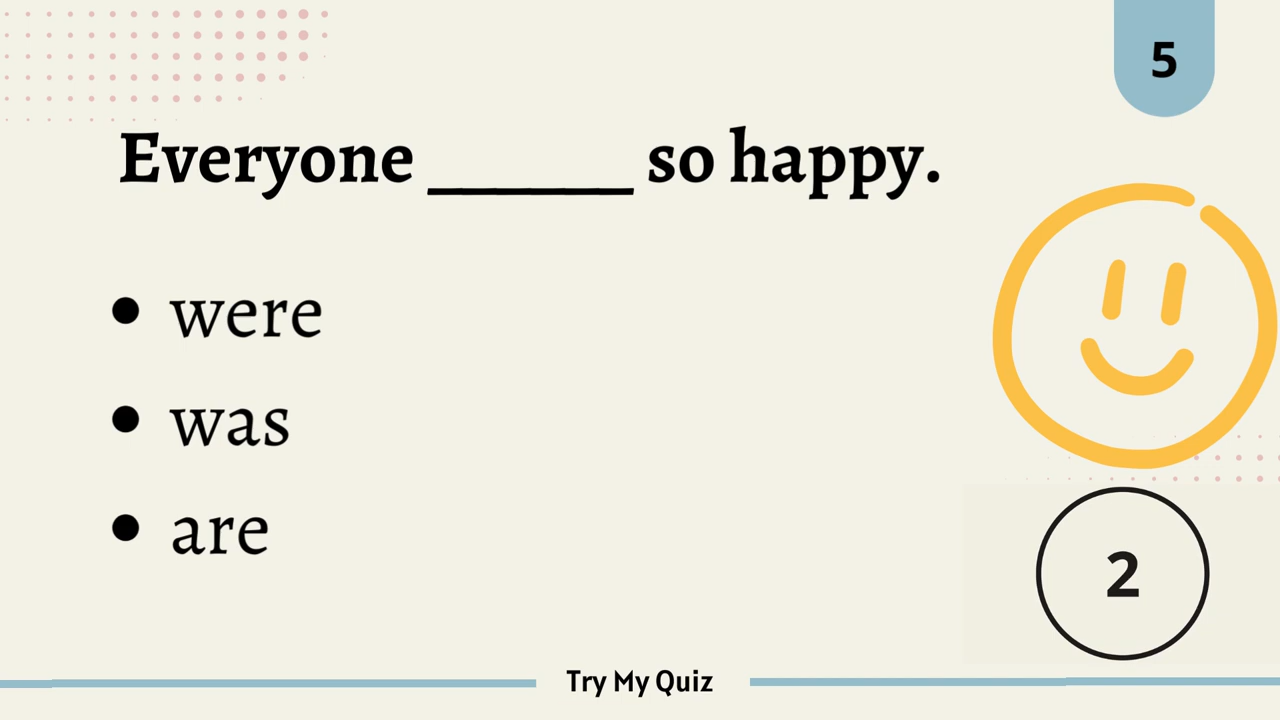 5
Everyone ______ so happy.
• were
• was
• are
2
Try My Quiz